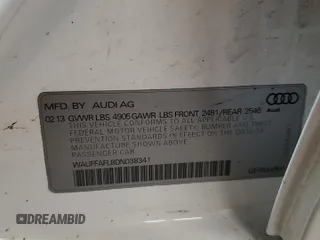 MFD BY AUDI AG
02 13 GVWR LBS 4905 GAWR LBS FRONT 2481/REAR 2546
THIS VEHICLE CONFORMS TO ALL APPLICABLE
FEDERAL MOTOR VEHICLE SAFETY, BUMPER AND THEFT
PREVENTION STANDARDS IN EFFECT ON THE DATE OF
MANUFACTURE SHOWN ABOVE
PASSENGER CAR
Audi
DREAMBID